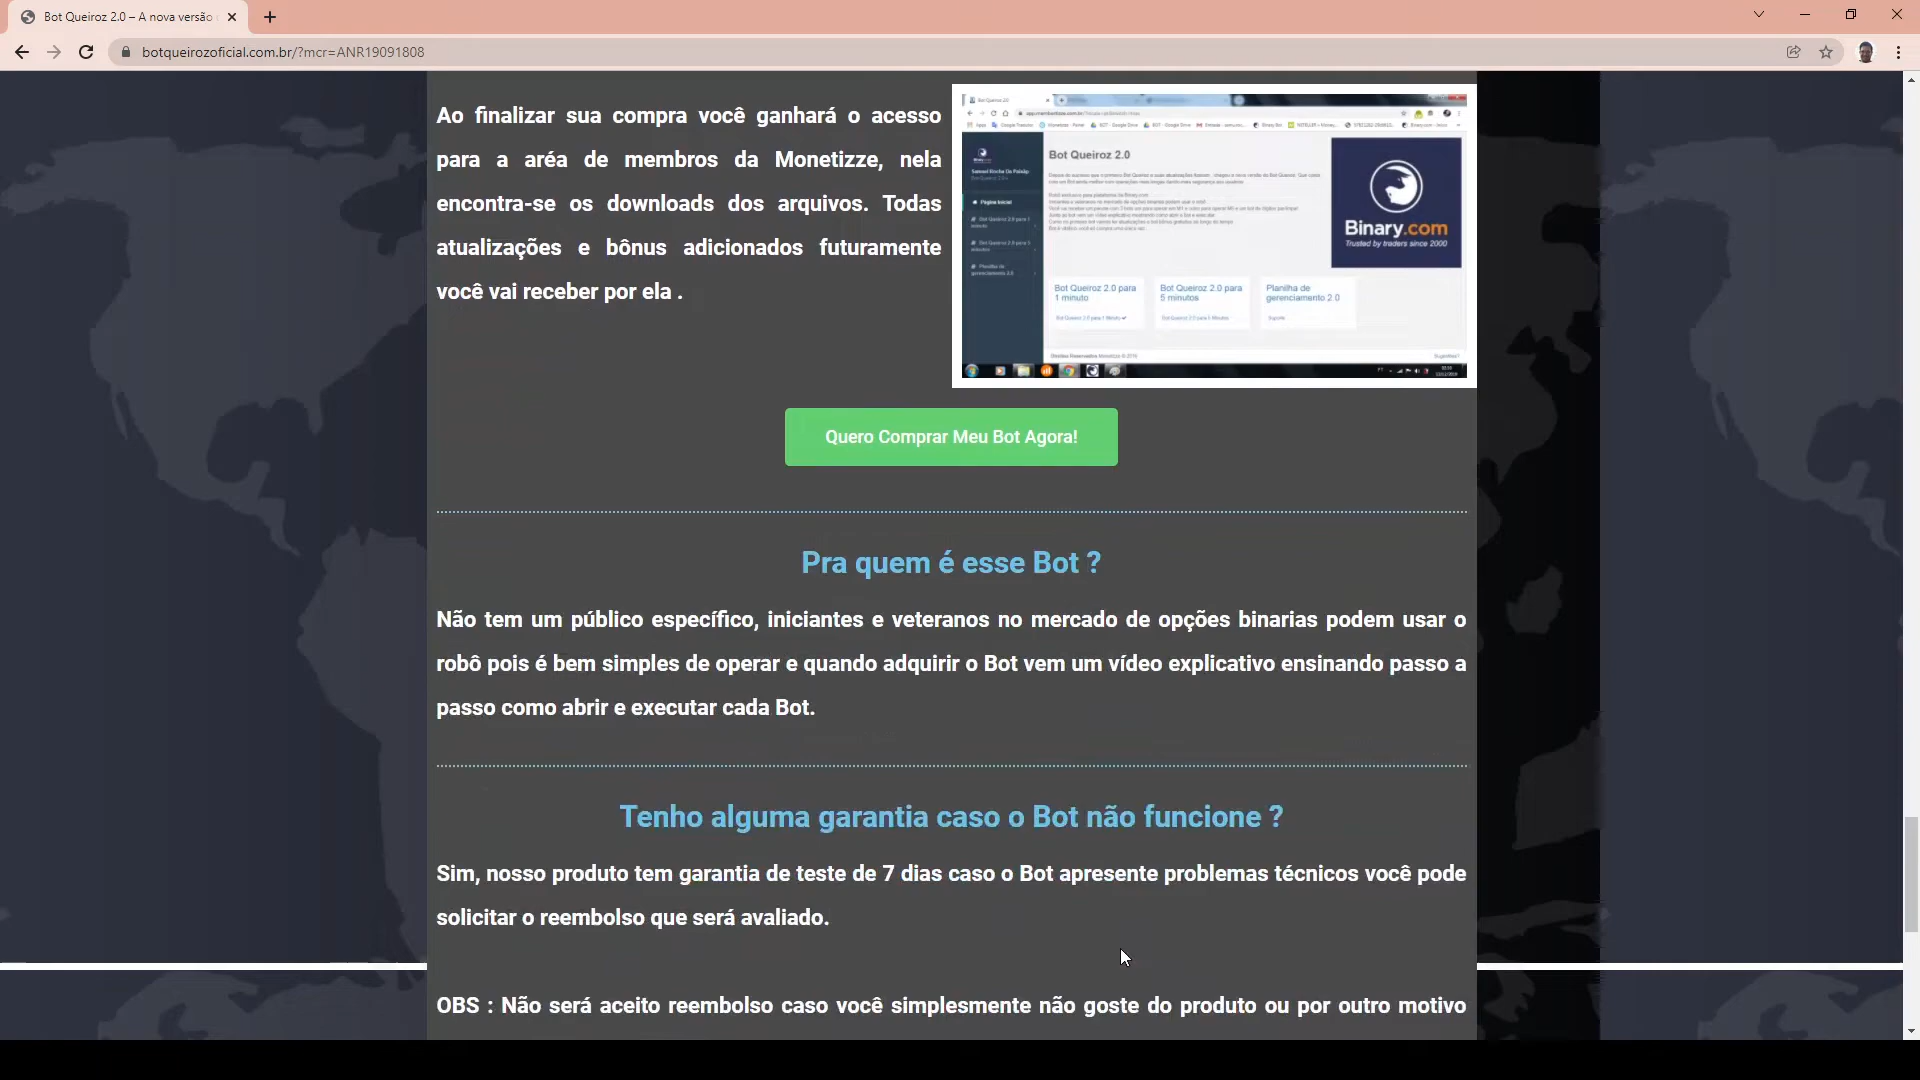 Bot Queiroz 2.0 – A nova versão
botqueirozoficial.com.br/?mcr=ANR19091808
Ao finalizar sua compra você ganhará o acesso
para a aréa de membros da Monetizze, nela
encontra-se os downloads dos arquivos. Todas
atualizações e bônus adicionados futuramente
você vai receber por ela .
Bot Queiroz 2.0
Binary.com
Trusted by traders since 2000
Bot Queiroz 2.0 para
1 minuto
Bot Queiroz 2.0 para
5 minutos
Planilha de
gerenciamento 2.0
Quero Comprar Meu Bot Agora!
Pra quem é esse Bot ?
Não tem um público específico, iniciantes e veteranos no mercado de opções binarias podem usar o
robô pois é bem simples de operar e quando adquirir o Bot vem um vídeo explicativo ensinando passo a
passo como abrir e executar cada Bot.
Tenho alguma garantia caso o Bot não funcione ?
Sim, nosso produto tem garantia de teste de 7 dias caso o Bot apresente problemas técnicos você pode
solicitar o reembolso que será avaliado.
OBS : Não será aceito reembolso caso você simplesmente não goste do produto ou por outro motivo